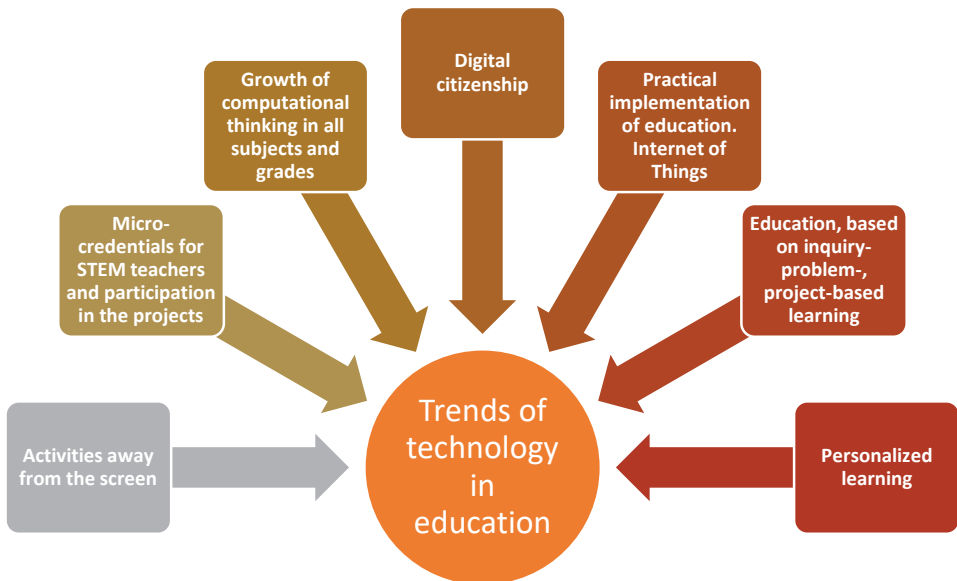 Activities away
from the screen
Micro-
credentials for
STEM teachers
and participation
in the projects
Growth of
computational
thinking in all
subjects and
grades
Digital
citizenship
Practical
implementation
of education.
Internet of
Things
Education, based
on inquiry-
problem-,
project-based
learning
Personalized
learning
Trends of
technology
in
education